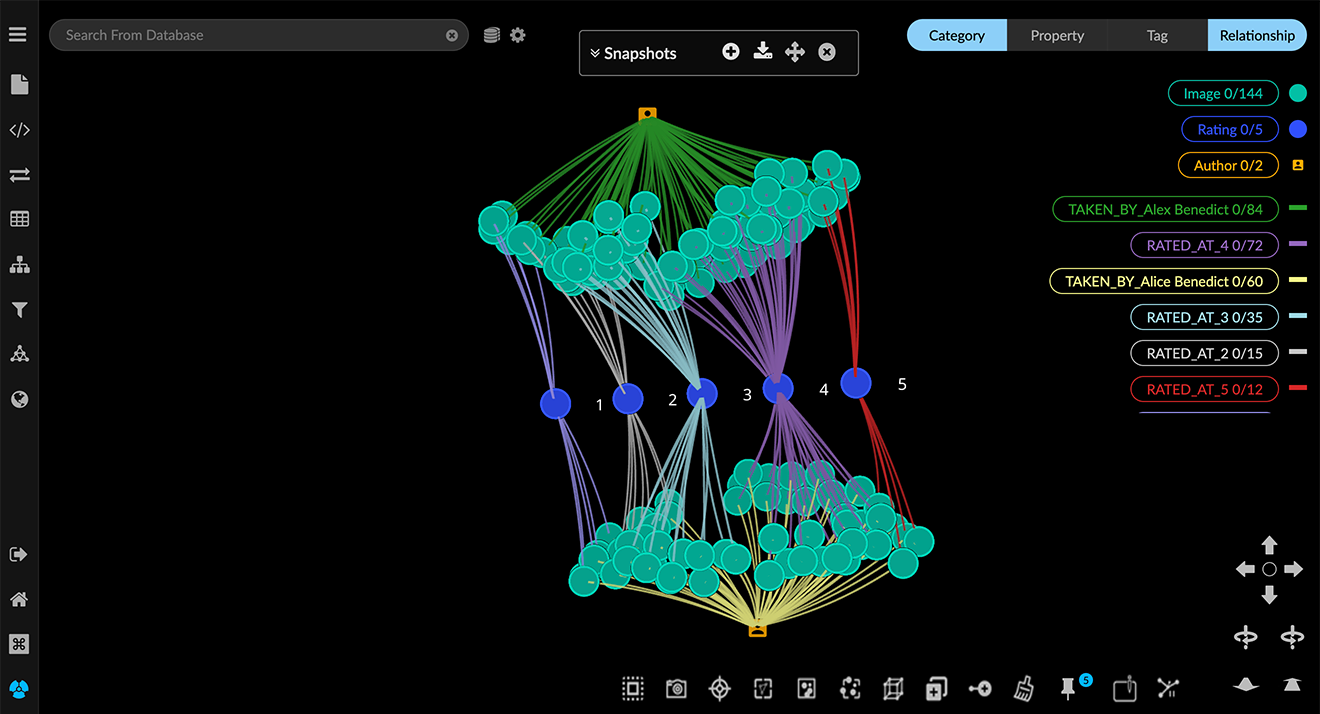 Search From Database
Snapshots
Category
Property
Tag
Relationship
Image 0/144
Rating 0/5
Author 0/2
TAKEN_BY_Alex Benedict 0/84
RATED_AT_4 0/72
TAKEN_BY_Alice Benedict 0/60
RATED_AT_3 0/35
RATED_AT_2 0/15
RATED_AT_5 0/12
1
2
3
4
5
5